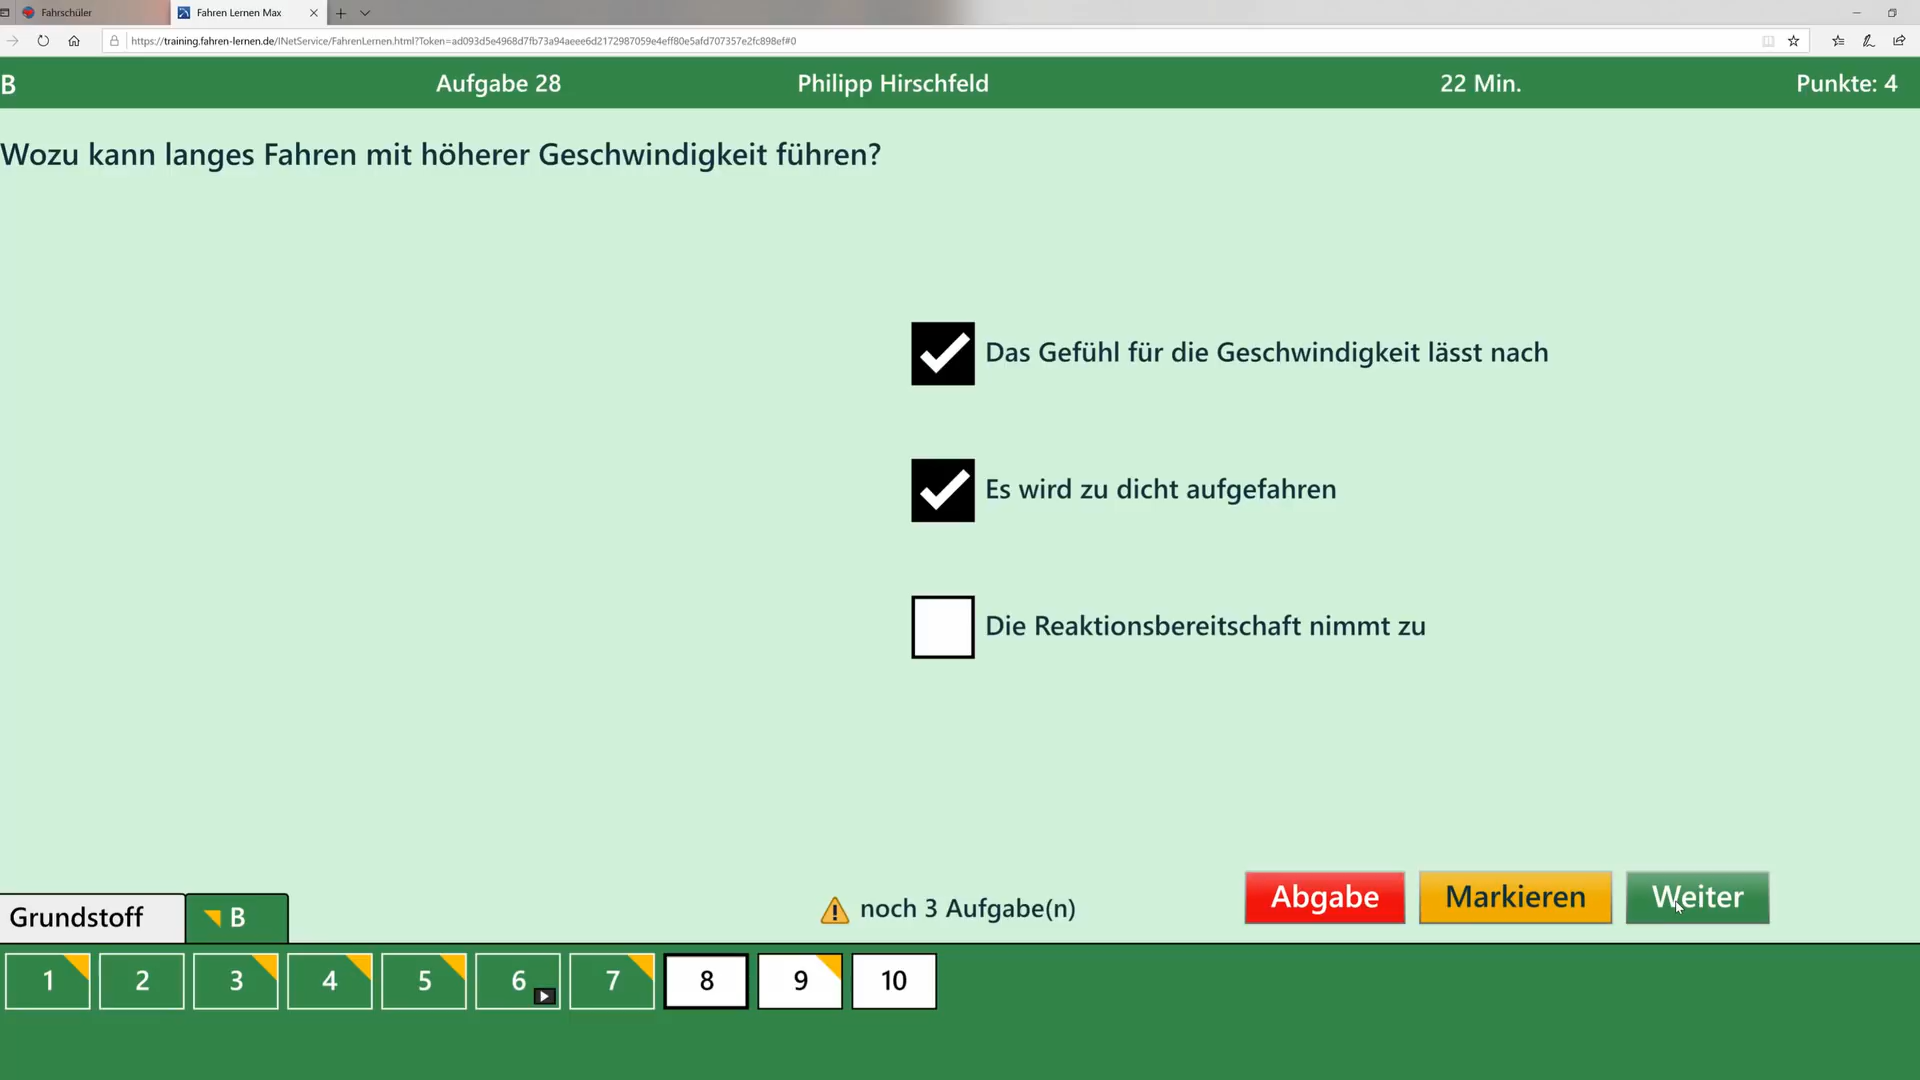 Fahrschüler
Fahren Lernen Max
https://training.fahren-lernen.de/INetService/FahrenLernen.html?Token=ad093d5e4968d7fb73a94aeee6d2172987059e4eff80e5afd707357e2fc898ef#0
B
Aufgabe 28
Philipp Hirschfeld
22 Min.
Punkte: 4
Wozu kann langes Fahren mit höherer Geschwindigkeit führen?
Das Gefühl für die Geschwindigkeit lässt nach
Es wird zu dicht aufgefahren
Die Reaktionsbereitschaft nimmt zu
Grundstoff
B
noch 3 Aufgabe(n)
Abgabe
Markieren
Weiter
1
2
3
4
5
6
7
8
9
10